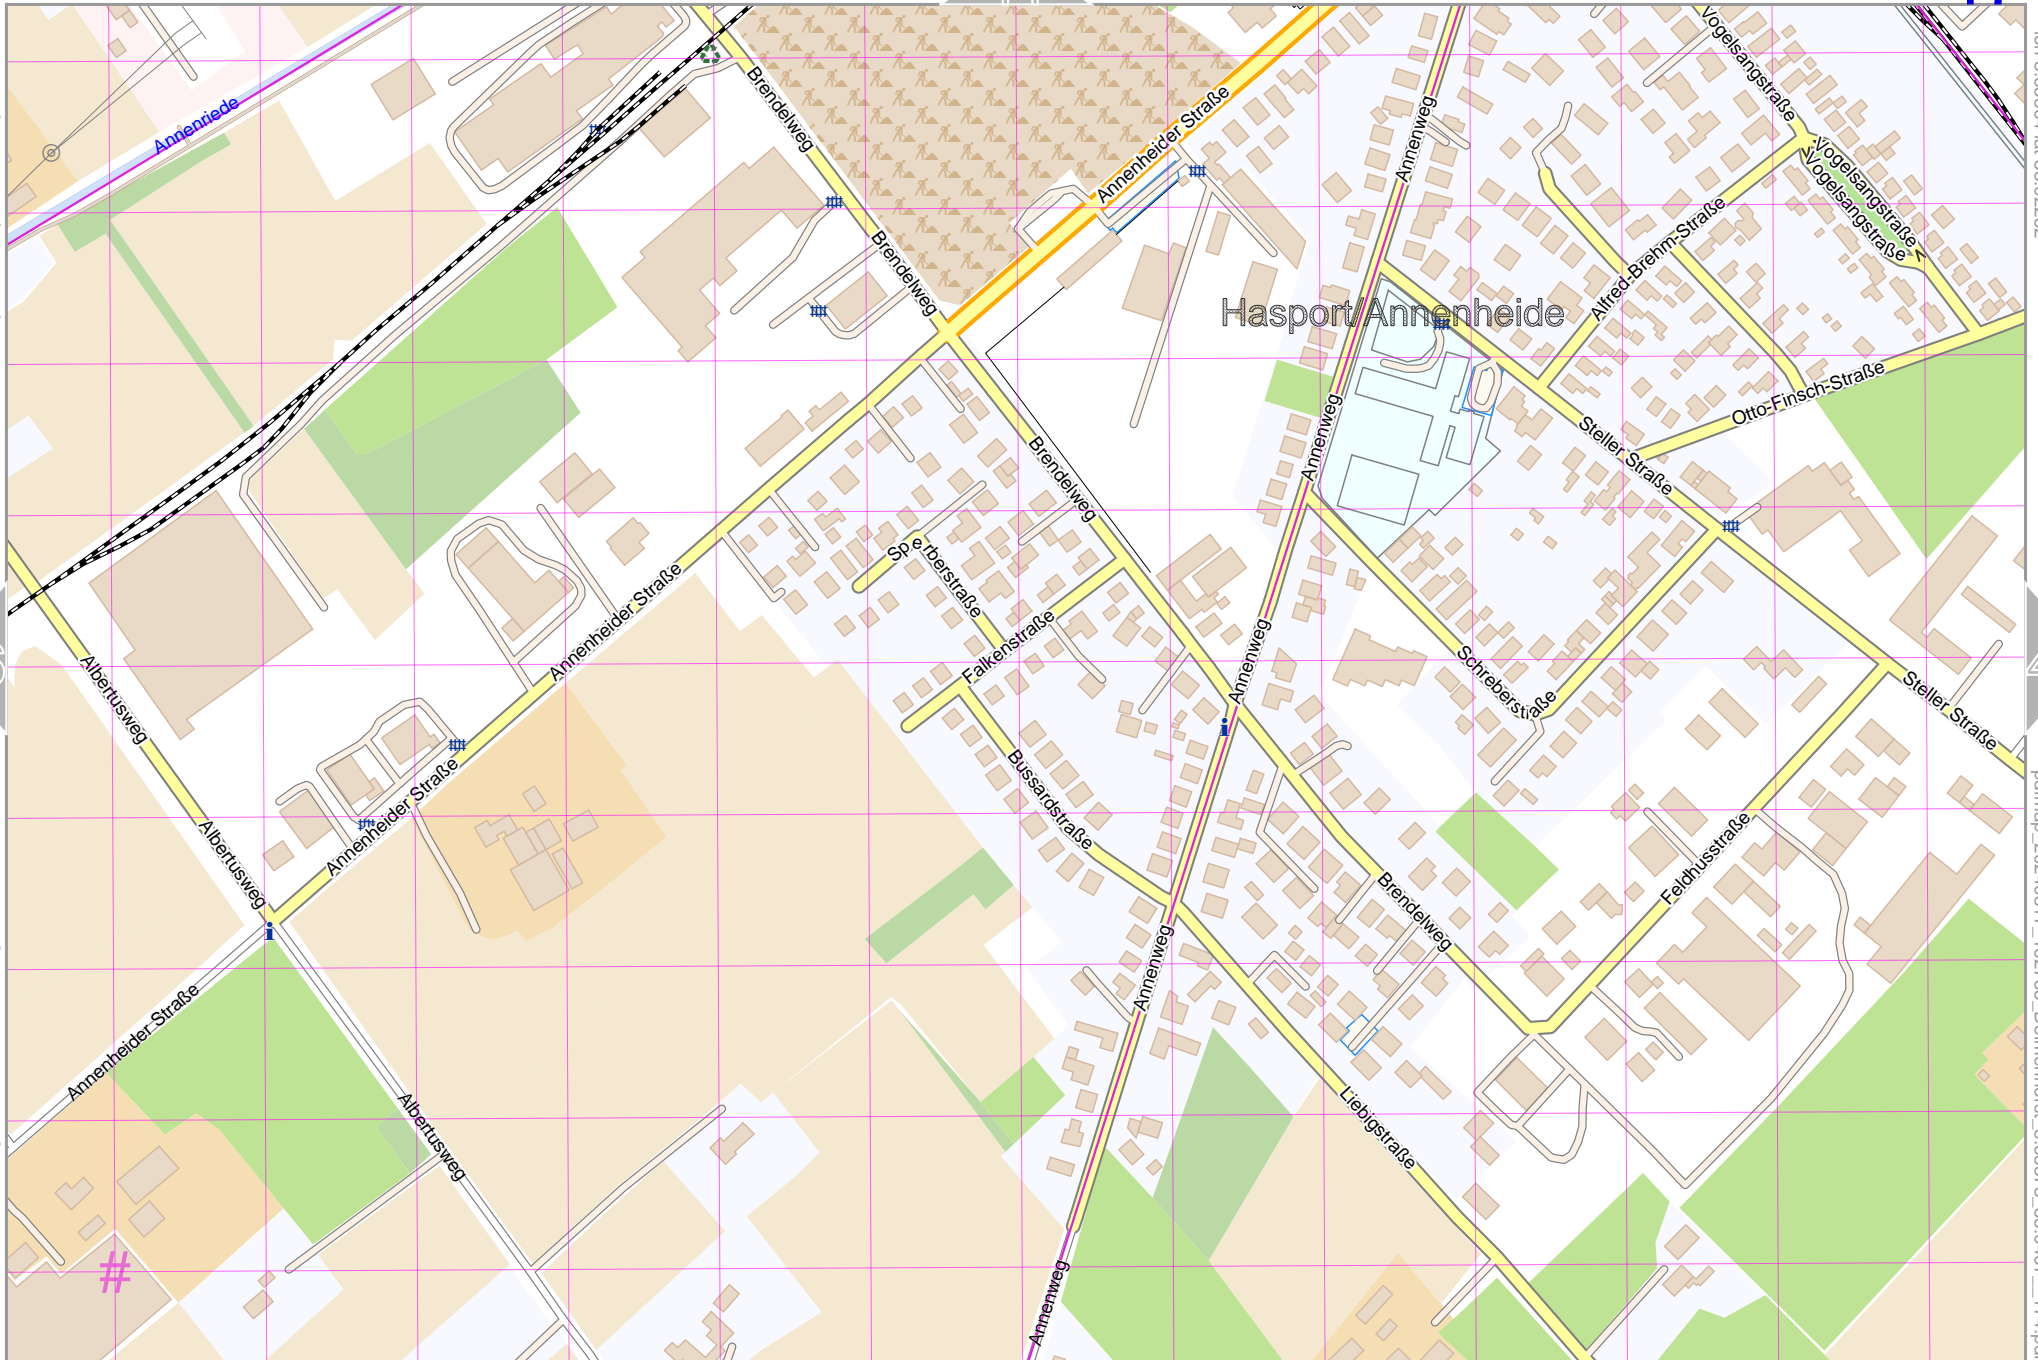 Vogelsangstraße
Brendelweg
Annenriede
Annenheider Straße
Annenweg
Vogelsangstraße
Vogelsangstraße
Alfred-Brehm-Straße
Brendelweg
Hasport/Annenheide
Otto-Finsch-Straße
Annenweg
Steller Straße
Brendelweg
Sperberstraße
Annenheider Straße
Falkenstraße
Annenweg
Schreberstraße
Steller Straße
Albertusweg
i
Bussardstraße
Annenheider Straße
Feldhusstraße
Albertusweg
Brendelweg
i
Annenweg
Annenheider Straße
Albertusweg
Liebigstraße
#
Annenweg